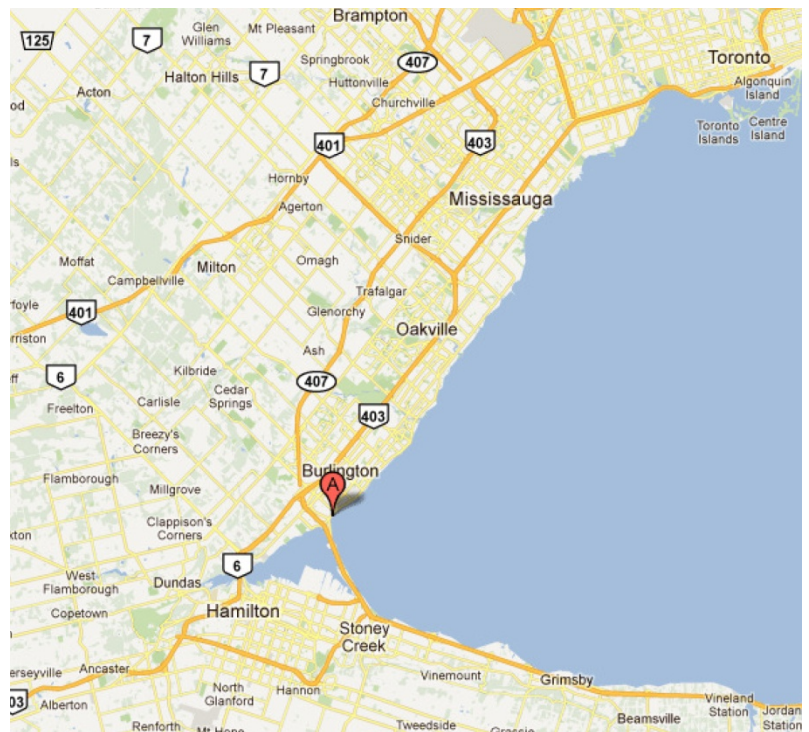 Brampton
Glen
Williams
Mt Pleasant
125
7
Springbrook
407
Toronto
Halton Hills
7
Huttonville
Algonquin
Island
Acton
Churchville
Toronto
Islands
Centre
Island
401
403
Hornby
Mississauga
Agerton
Snider
Moffat
Milton
Omagh
Campbellville
Trafalgar
401
Glenorchy
Oakville
Ash
6
Kilbride
407
Freelton
Carlisle
Cedar
Springs
403
Breezy's
Corners
Burlington
Flamborough
Millgrove
A
Clappison's
Corners
6
West
Flamborough
Dundas
Copetown
Hamilton
Stoney
Creek
Ancaster
Vinemount
Grimsby
North
Glanford
Hannon
Alberton
Vineland
Station
Jordan
Station
Beamsville
Renforth
Tweedside